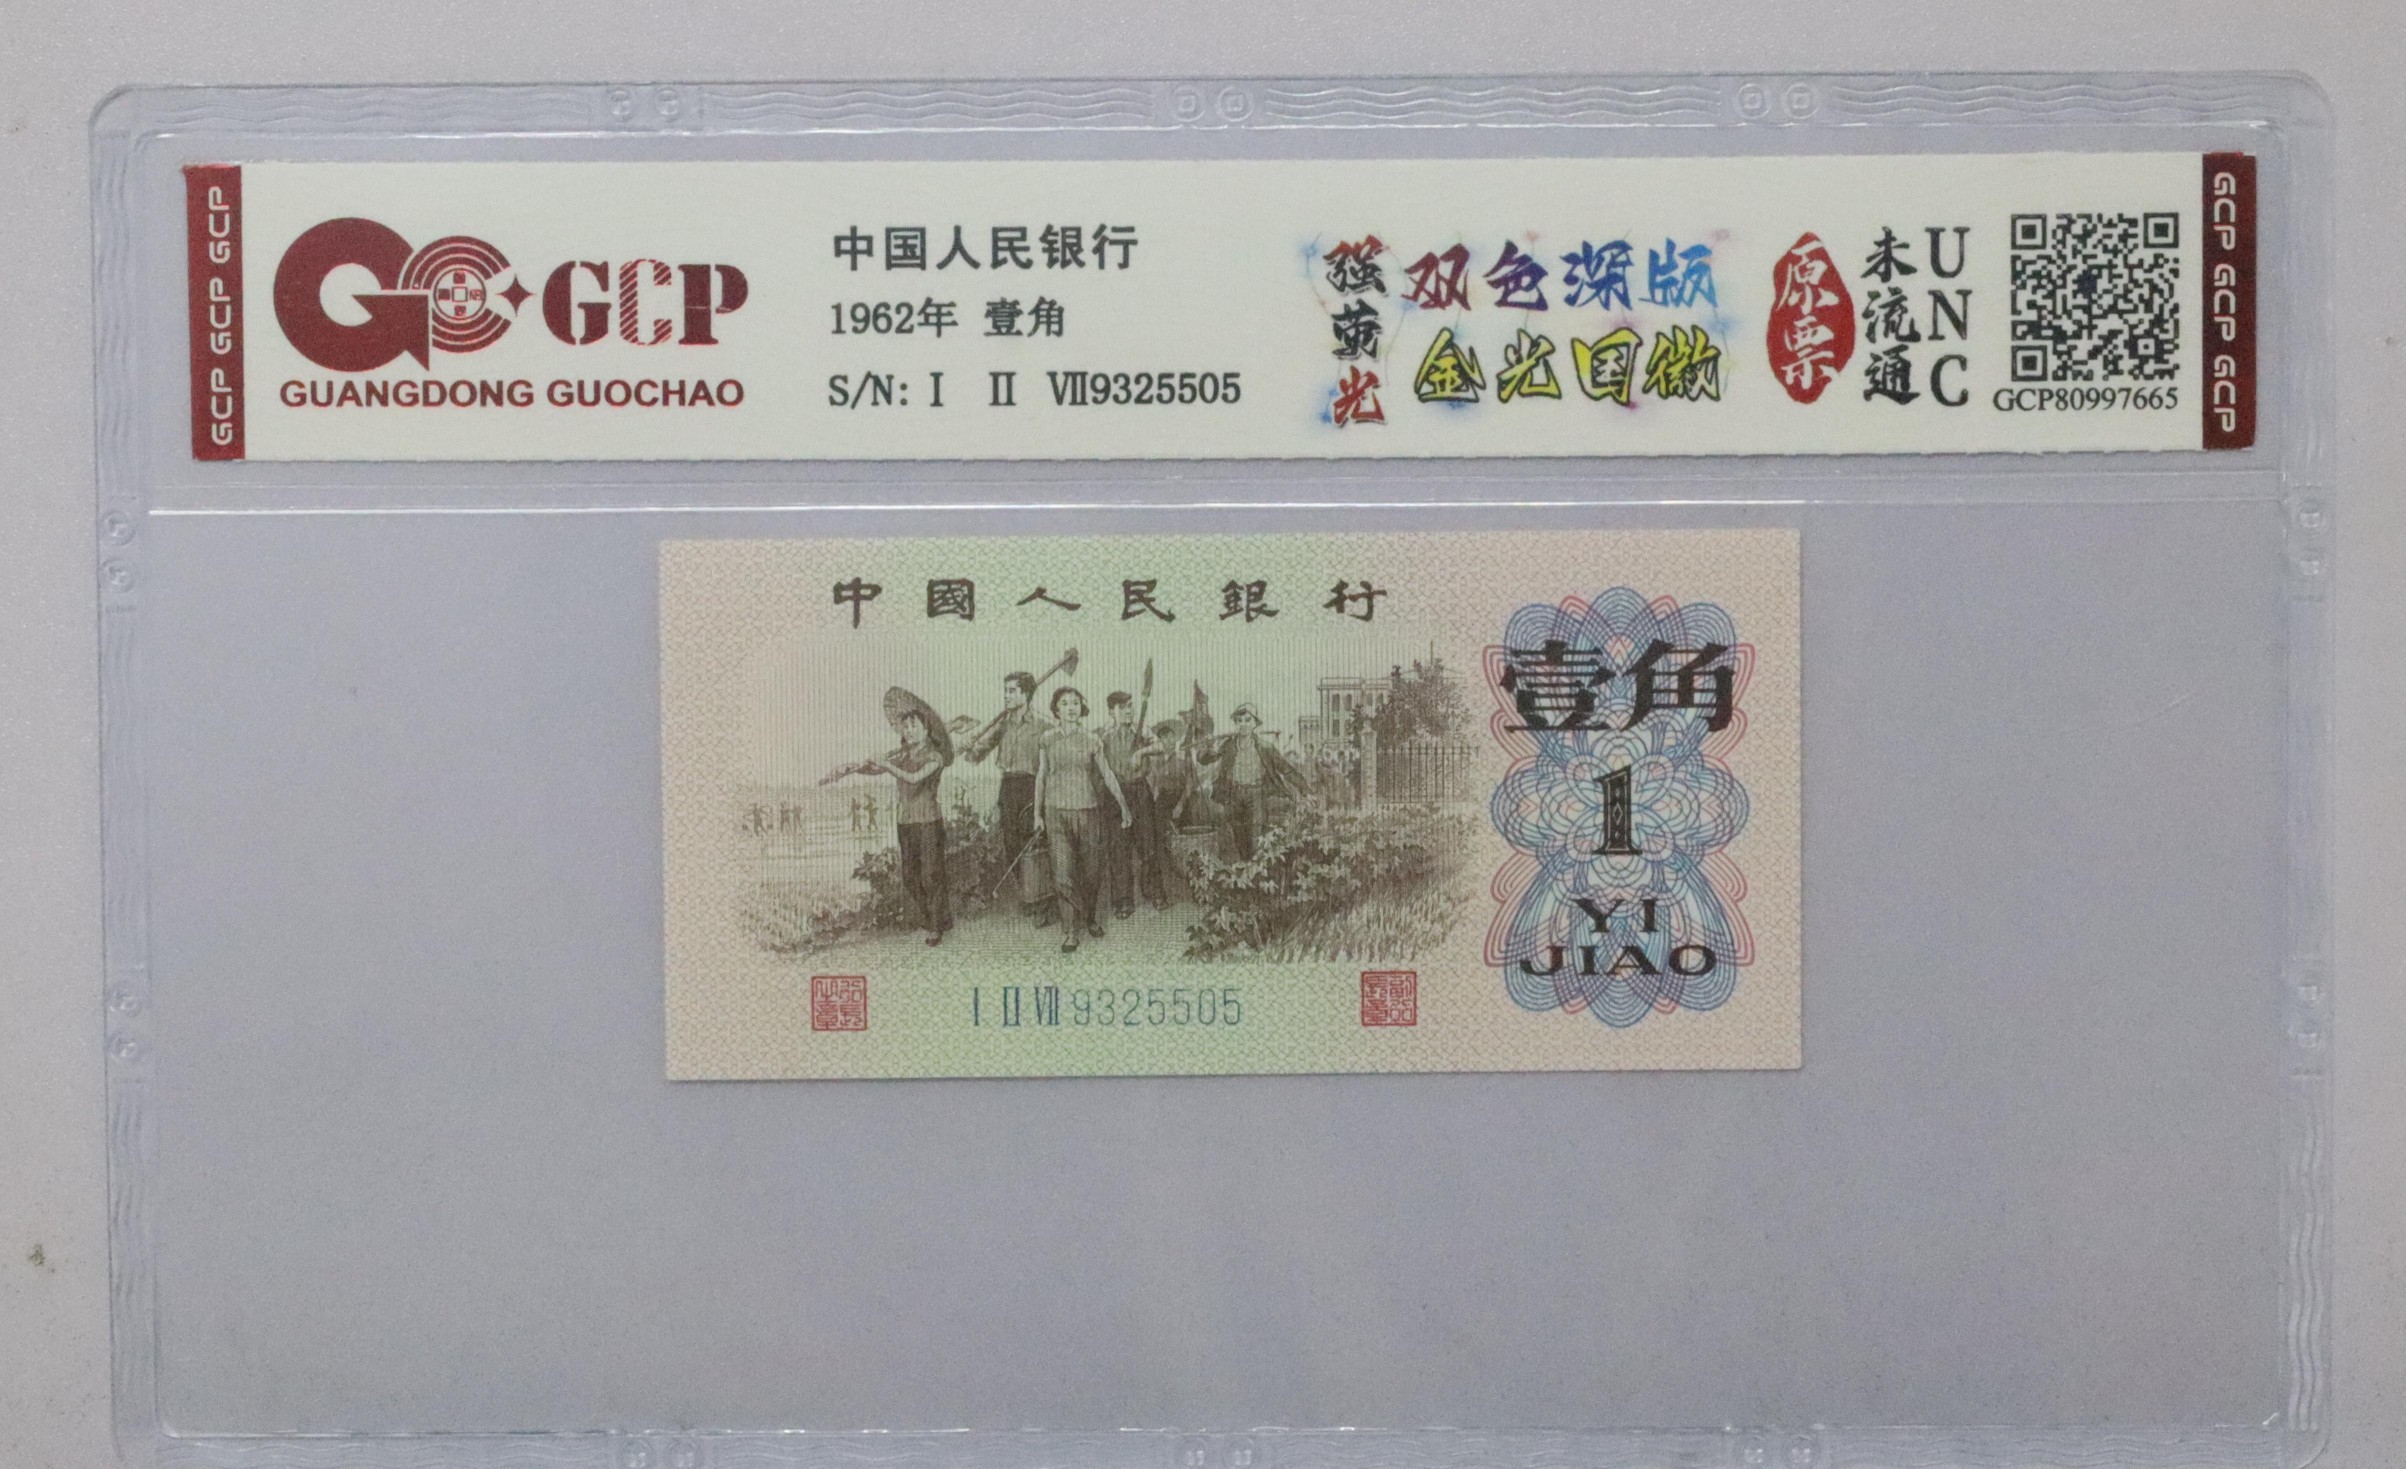 GCP GCP GCP
GCP
GUANGDONG GUOCHAO
中国人民银行
1962年 壹角
S/N: I II VII9325505
强荧光
双色深版
金光国徽
原票
未流通
UNC
GCP80997665
GCP GCP GCP
中國人民銀行
壹角
1
YI
JIAO
I II VII 9325505